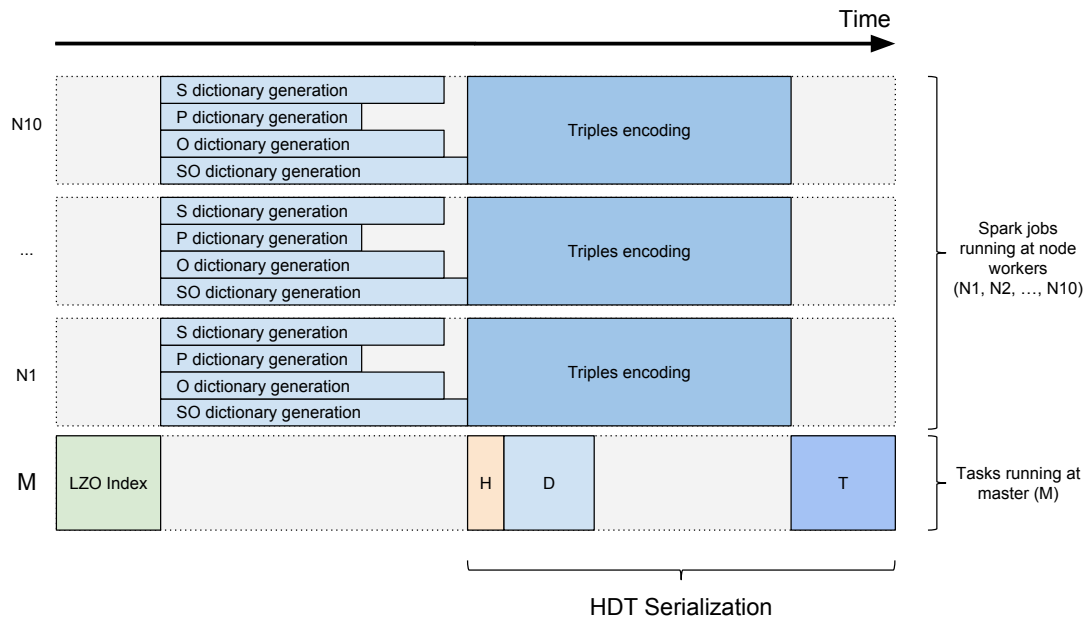 Time
N10
S dictionary generation
P dictionary generation
O dictionary generation
SO dictionary generation
Triples encoding
...
S dictionary generation
P dictionary generation
O dictionary generation
SO dictionary generation
Triples encoding
Spark jobs
running at node
workers
(N1, N2, …, N10)
N1
S dictionary generation
P dictionary generation
O dictionary generation
SO dictionary generation
Triples encoding
M
LZO Index
H
D
T
Tasks running at
master (M)
HDT Serialization